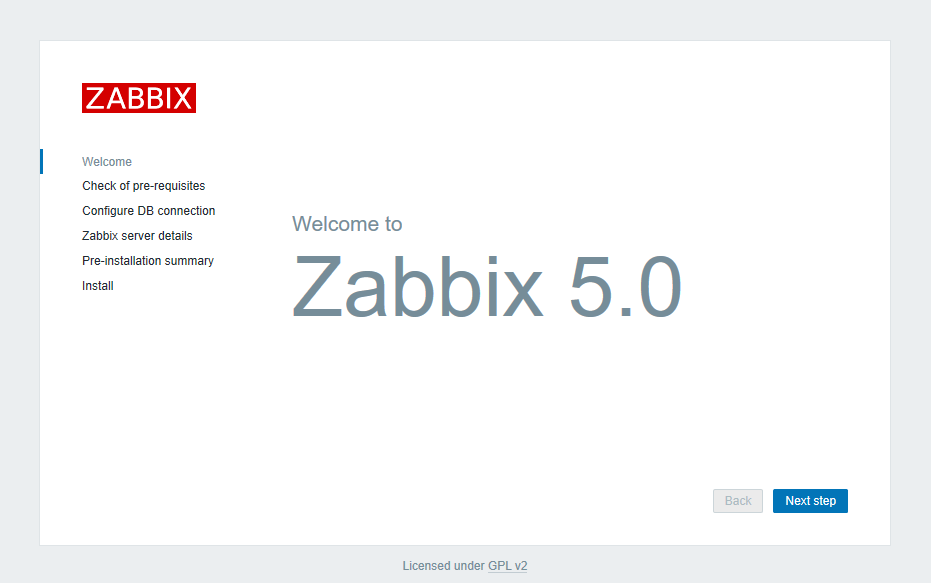 ZABBIX
Welcome
Check of pre-requisites
Configure DB connection
Zabbix server details
Pre-installation summary
Install
Welcome to
Zabbix 5.0
Back
Next step
Licensed under GPL v2